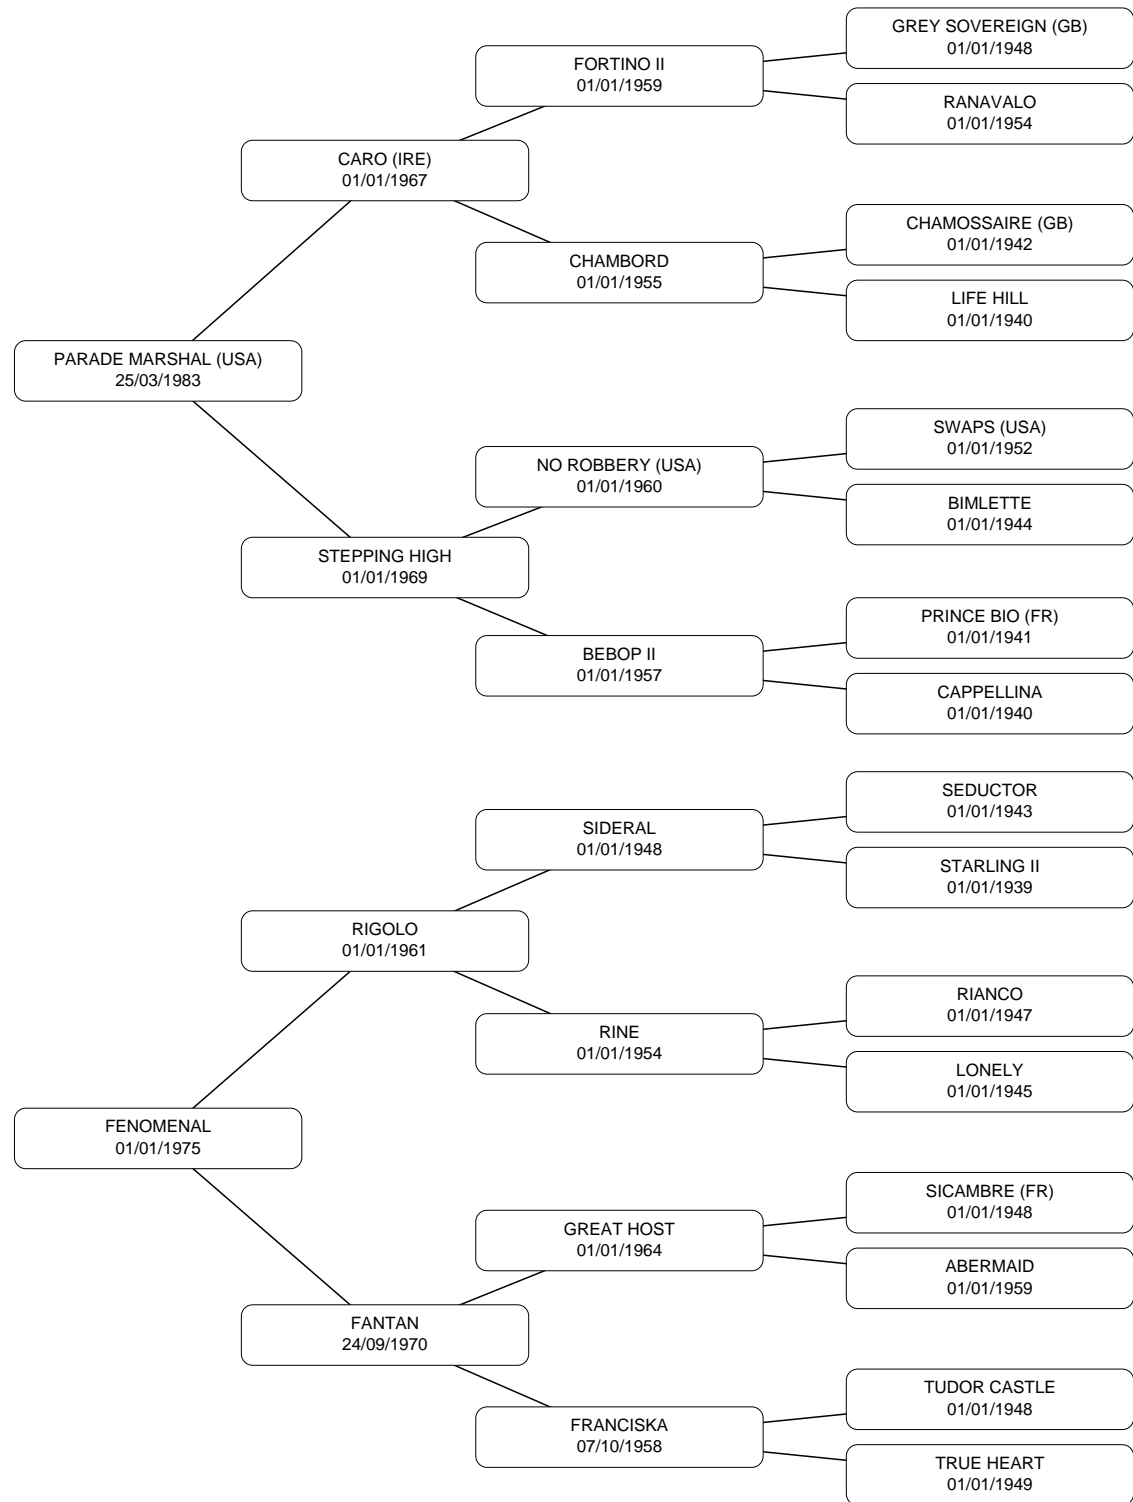 GREY SOVEREIGN (GB)
01/01/1948
FORTINO II
01/01/1959
RANAVALO
01/01/1954
CARO (IRE)
01/01/1967
CHAMOSSAIRE (GB)
01/01/1942
CHAMBORD
01/01/1955
LIFE HILL
01/01/1940
PARADE MARSHAL (USA)
25/03/1983
SWAPS (USA)
01/01/1952
NO ROBBERY (USA)
01/01/1960
BIMLETTE
01/01/1944
STEPPING HIGH
01/01/1969
PRINCE BIO (FR)
01/01/1941
BEBOP II
01/01/1957
CAPPELLINA
01/01/1940
SEDUCTOR
01/01/1943
SIDERAL
01/01/1948
STARLING II
01/01/1939
RIGOLO
01/01/1961
RIANCO
01/01/1947
RINE
01/01/1954
LONELY
01/01/1945
FENOMENAL
01/01/1975
SICAMBRE (FR)
01/01/1948
GREAT HOST
01/01/1964
ABERMAID
01/01/1959
FANTAN
24/09/1970
TUDOR CASTLE
01/01/1948
FRANCISKA
07/10/1958
TRUE HEART
01/01/1949